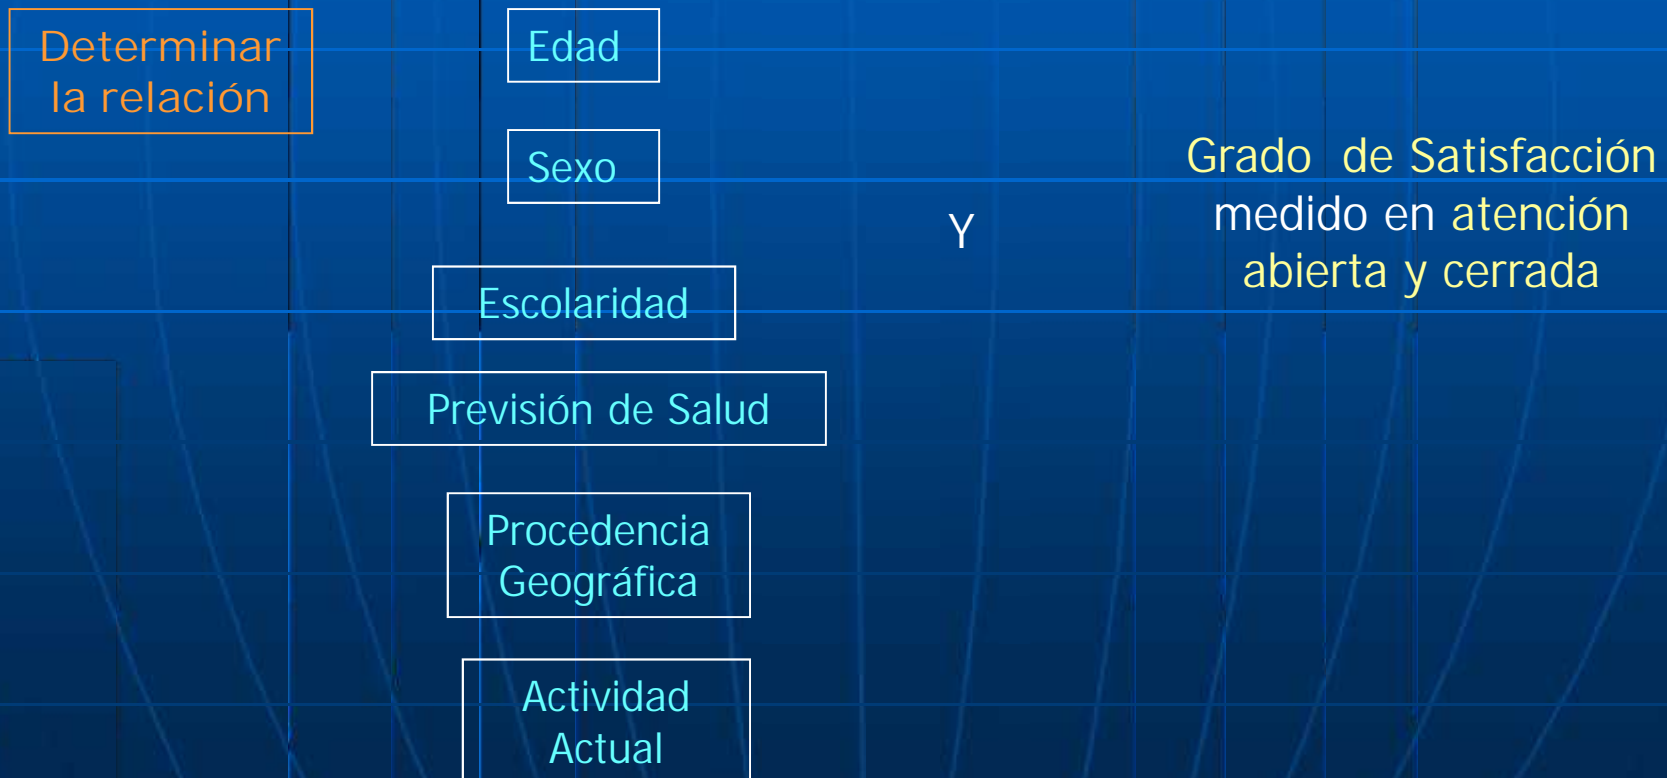 Determinar
la relación
Edad
Sexo
Escolaridad
Previsión de Salud
Procedencia
Geográfica
Actividad
Actual
Y
Grado de Satisfacción
medido en atención
abierta y cerrada